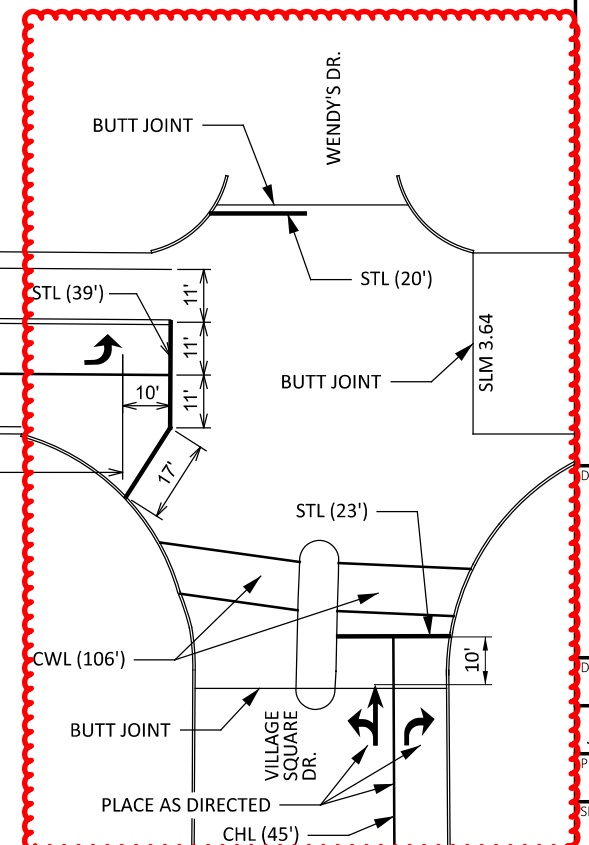 WENDY'S DR.
BUTT JOINT
STL (20')
STL (39')
11'
11'
11'
10'
17'
BUTT JOINT
SLM 3.64
STL (23')
CWL (106')
10'
BUTT JOINT
VILLAGE
SQUARE
DR.
PLACE AS DIRECTED
CHL (45')
D
D
P